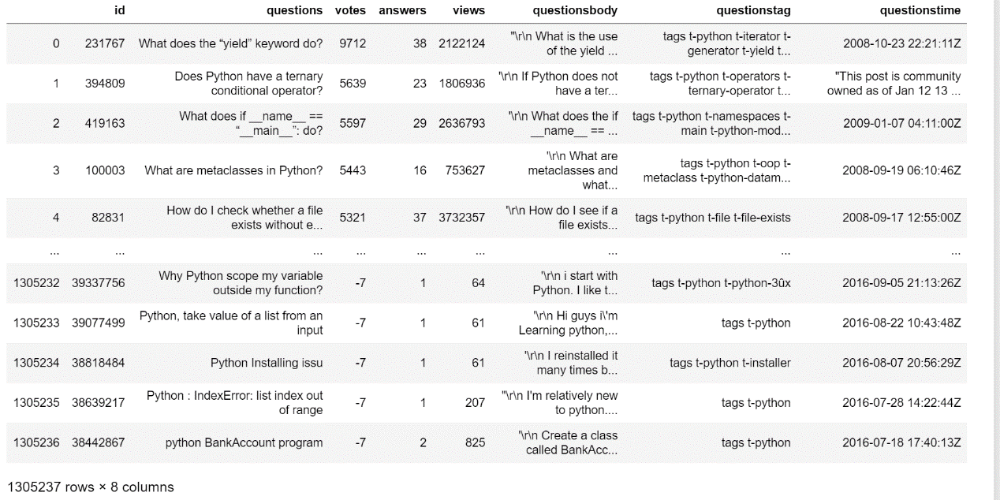 id questions votes answers views questionsbody questionstag questionstime
0 231767 What does the “yield” keyword do? 9712 38 2122124 "\r\n What is the use of the yield ... tags t-python t-iterator t-generator t-yield t... 2008-10-23 22:21:11Z
1 394809 Does Python have a ternary conditional operator? 5639 23 1806936 '\r\n If Python does not have a ter... tags t-python t-operators t-ternary-operator t... "This post is community owned as of Jan 12 13 ...
2 419163 What does if __name__ == “__main__”: do? 5597 29 2636793 '\r\n What does the if __name__ == ... tags t-python t-namespaces t-main t-python-mod... 2009-01-07 04:11:00Z
3 100003 What are metaclasses in Python? 5443 16 753627 '\r\n What are metaclasses and what... tags t-python t-oop t-metaclass t-python-datam... 2008-09-19 06:10:46Z
4 82831 How do I check whether a file exists without e... 5321 37 3732357 '\r\n How do I see if a file exists... tags t-python t-file t-file-exists 2008-09-17 12:55:00Z
... ... ... ... ... ... ... ... ...
1305232 39337756 Why Python scope my variable outside my function? -7 1 64 '\r\n i start with Python. I like t... tags t-python t-python-3ûx 2016-09-05 21:13:26Z
1305233 39077499 Python, take value of a list from an input -7 1 61 '\r\n Hi guys i\'m Learning python,... tags t-python 2016-08-22 10:43:48Z
1305234 38818484 Python Installing issu -7 1 61 '\r\n I reinstalled it many times b... tags t-python t-installer 2016-08-07 20:56:29Z
1305235 38639217 Python : IndexError: list index out of range -7 1 207 "\r\n I'm relatively new to python.... tags t-python 2016-07-28 14:22:44Z
1305236 38442867 python BankAccount program -7 2 825 '\r\n Create a class called BankAcc... tags t-python 2016-07-18 17:40:13Z
1305237 rows × 8 columns